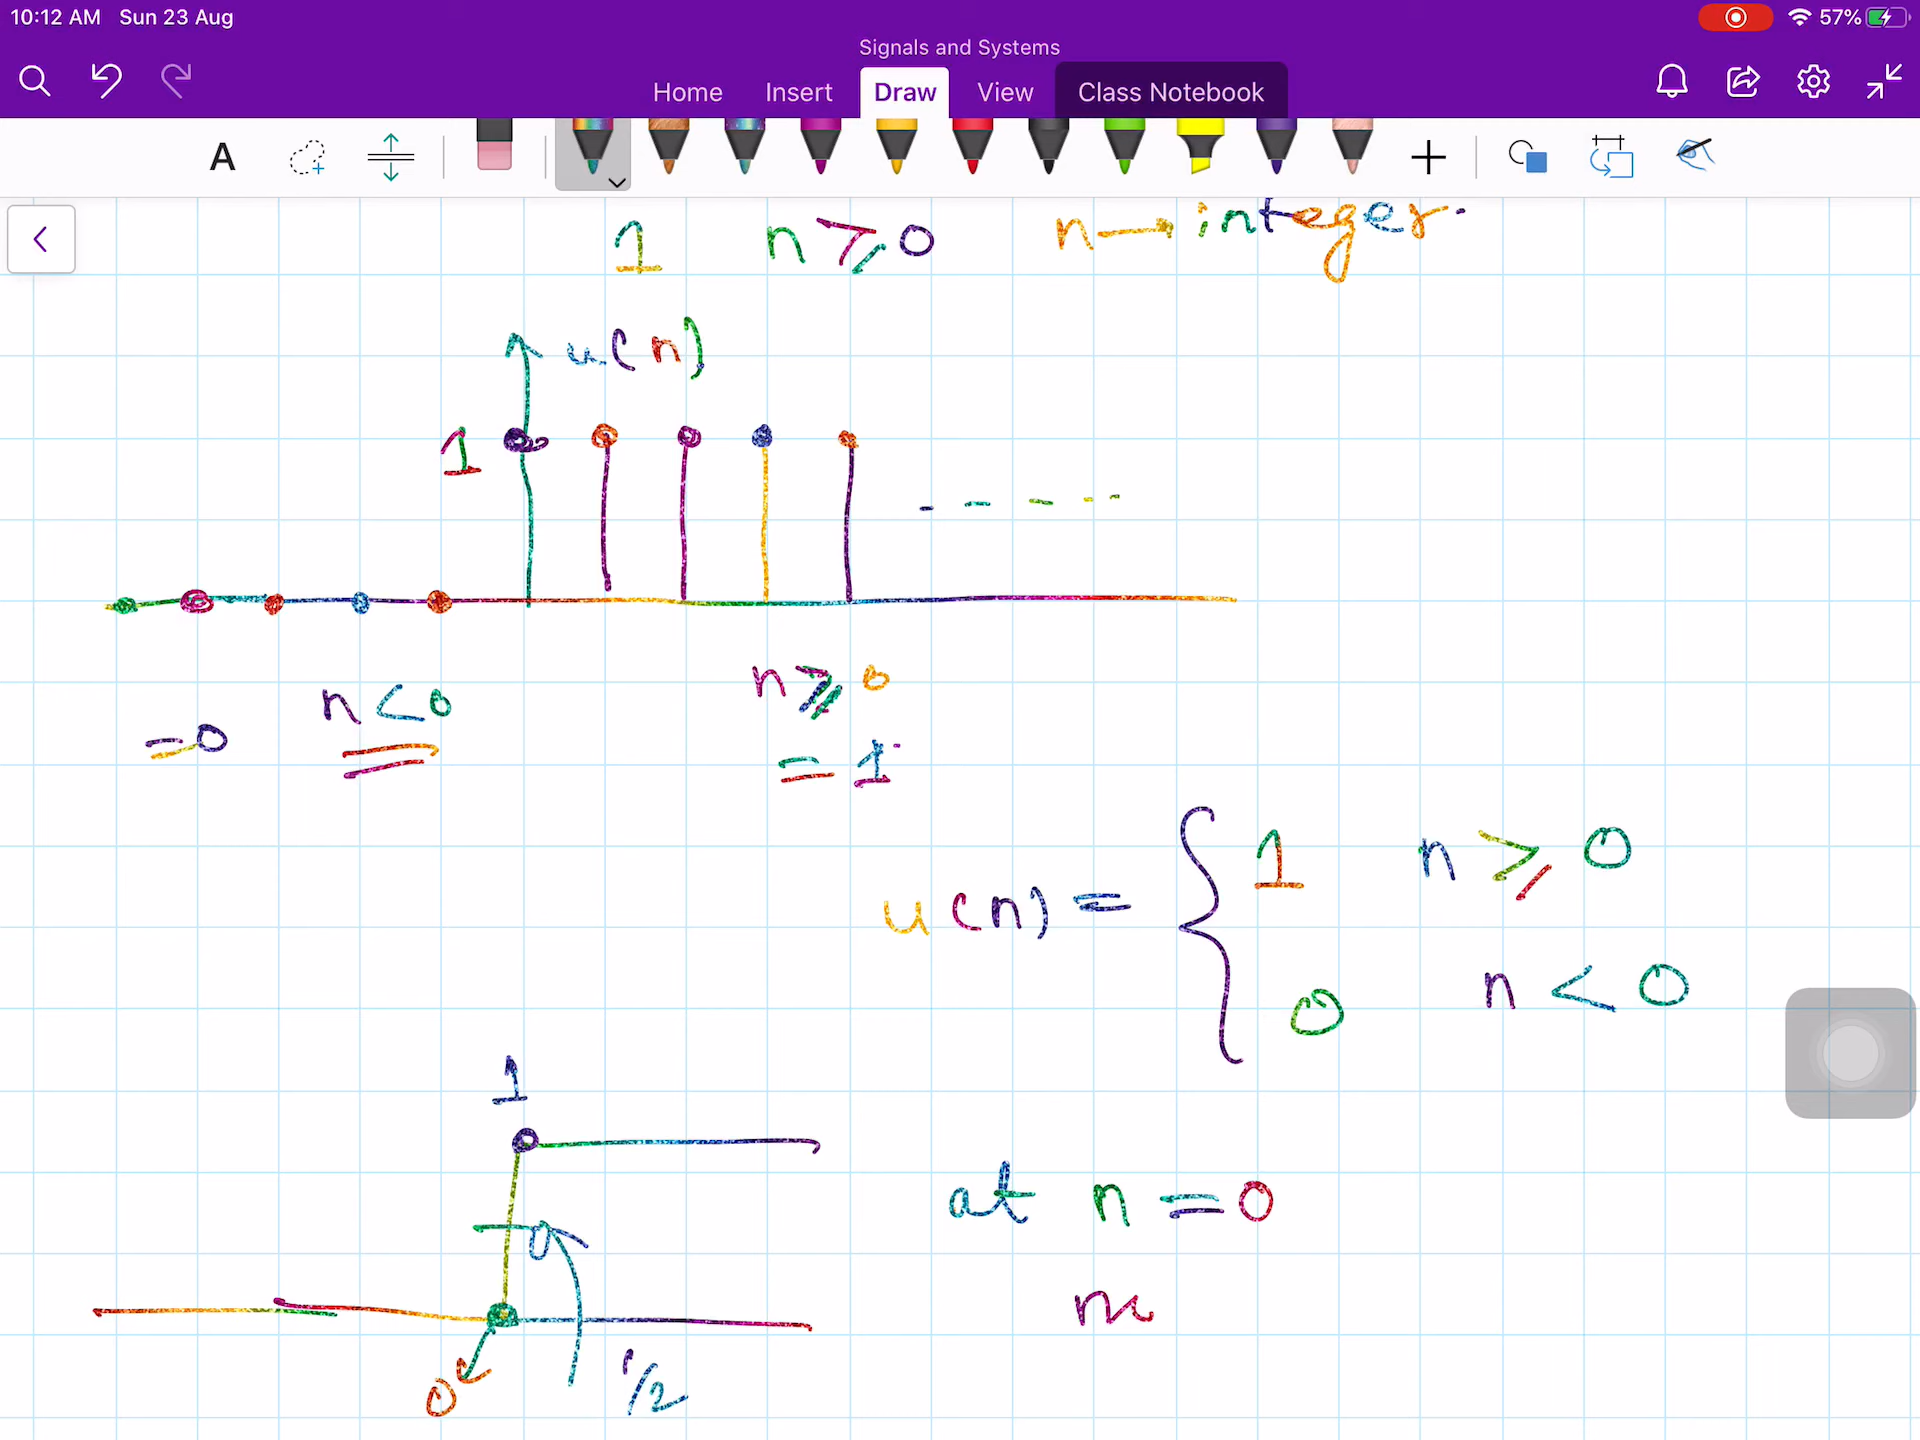 10:12 AM Sun 23 Aug
57%
Signals and Systems
Home Insert Draw View Class Notebook
A
1 n ⩾ 0 n → integer.
u(n)
1
- - - - -
n < 0
= 0
n ⩾ 0
= 1
u(n) = { 1 n ⩾ 0
0 n < 0
1
at n = 0
0
1/2